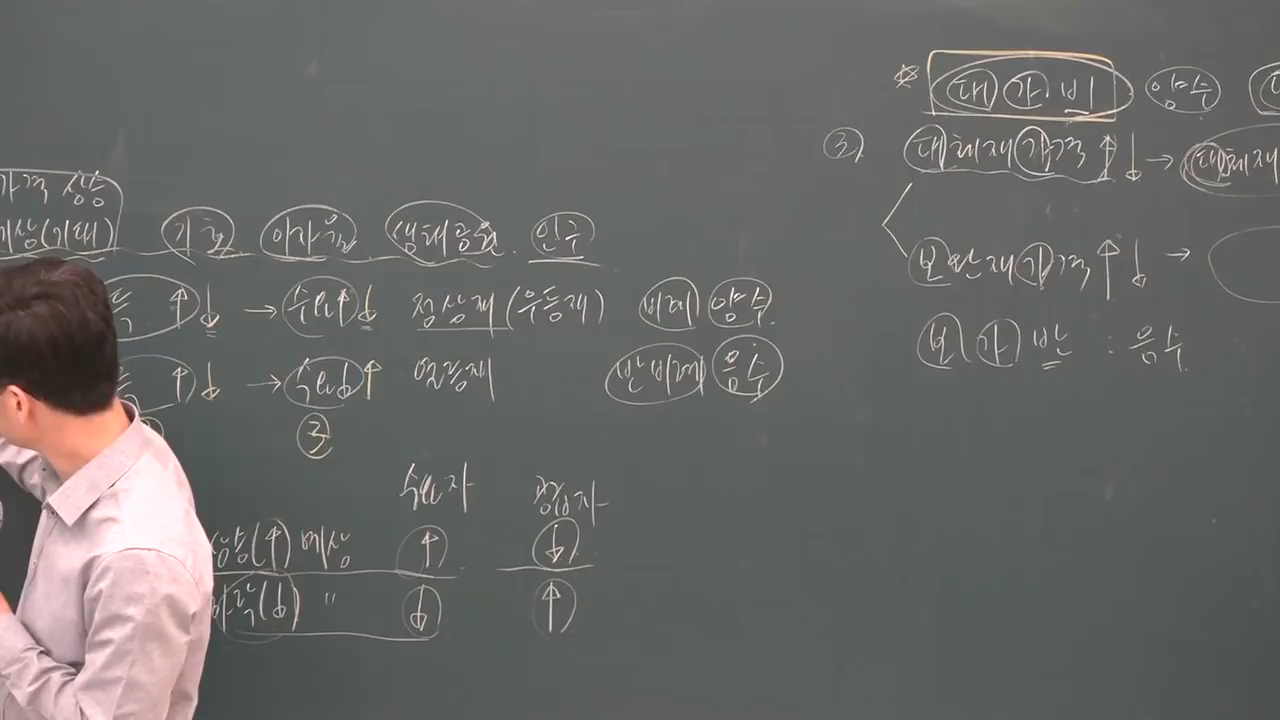 ☆ 대 가 비 양수
③ 대체재 가격 ↑ ↓ → 대체재
가격 상승
예상(기대) 기호 이자율 생태공원 인구
보완재 가격 ↑ ↓ →
득 ↑ ↓ → 수요↑ ↓ 정상재 (우등재) 비례 양수
보 가 반 : 음수
득 ↑ ↓ → 수요↓ ↑ 열등재 반비례 음수
③
수요자 공급자
상승(↑) 예상 ↑ ↓
하락(↓) 〃 ↓ ↑